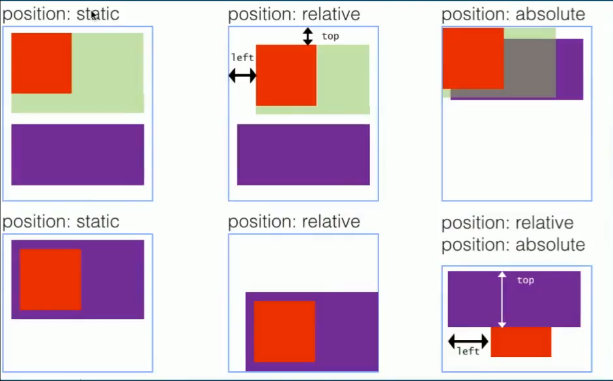 position: static
position: relative
position: absolute
top
left
position: static
position: relative
position: relative
position: absolute
top
left